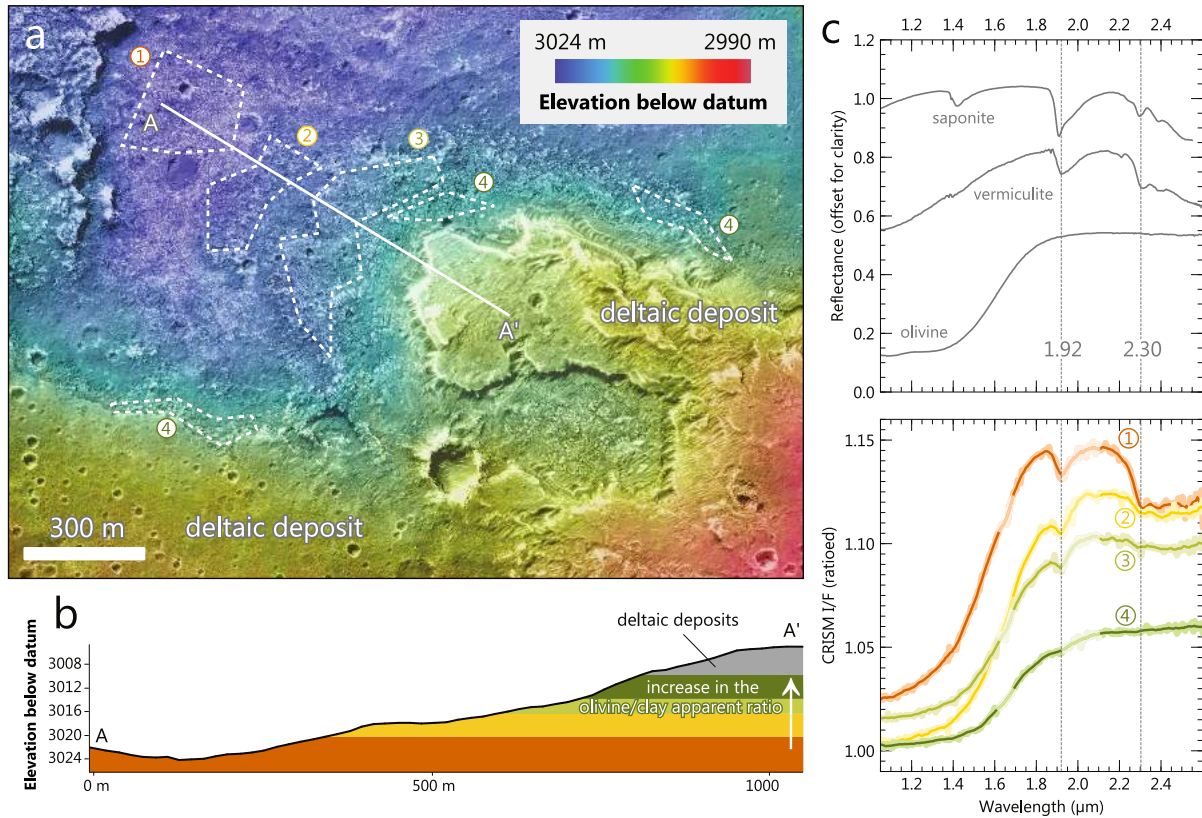 a
3024 m 2990 m
Elevation below datum
1
A
2
3
4
4
A'
deltaic deposit
4
deltaic deposit
300 m
b
Elevation below datum
3008
3012
3016
3020
3024
A
deltaic deposits
A'
increase in the
olivine/clay apparent ratio
0 m 500 m 1000
c
1.2 1.4 1.6 1.8 2.0 2.2 2.4
Reflectance (offset for clarity)
1.2
1.0
0.8
0.6
0.4
0.2
0.0
saponite
vermiculite
olivine
1.92 2.30
CRISM I/F (ratioed)
1.15
1.10
1.05
1.00
1
2
3
4
1.2 1.4 1.6 1.8 2.0 2.2 2.4
Wavelength (µm)